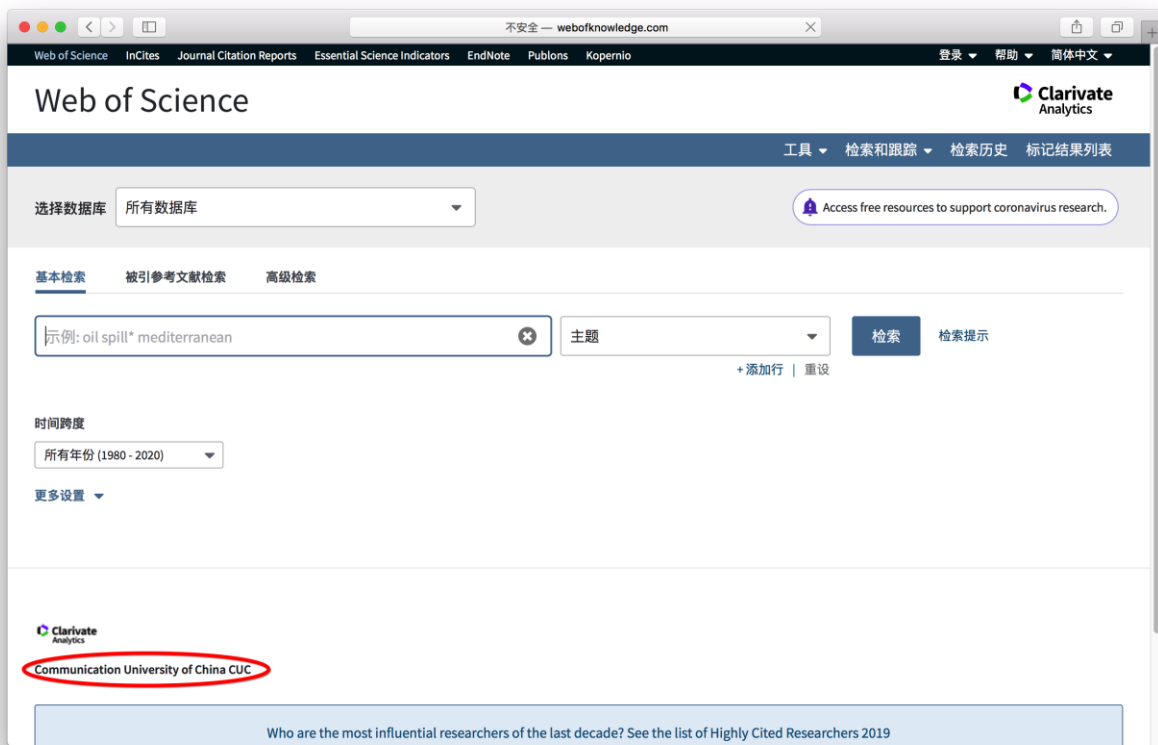 不安全 — webofknowledge.com
Web of Science InCites Journal Citation Reports Essential Science Indicators EndNote Publons Kopernio 登录 帮助 简体中文
Web of Science
Clarivate
Analytics
工具 检索和跟踪 检索历史 标记结果列表
选择数据库 所有数据库 Access free resources to support coronavirus research.
基本检索 被引参考文献检索 高级检索
示例: oil spill* mediterranean 主题 检索 检索提示
+添加行 | 重设
时间跨度
所有年份 (1980 - 2020)
更多设置
Clarivate
Analytics
Communication University of China CUC
Who are the most influential researchers of the last decade? See the list of Highly Cited Researchers 2019